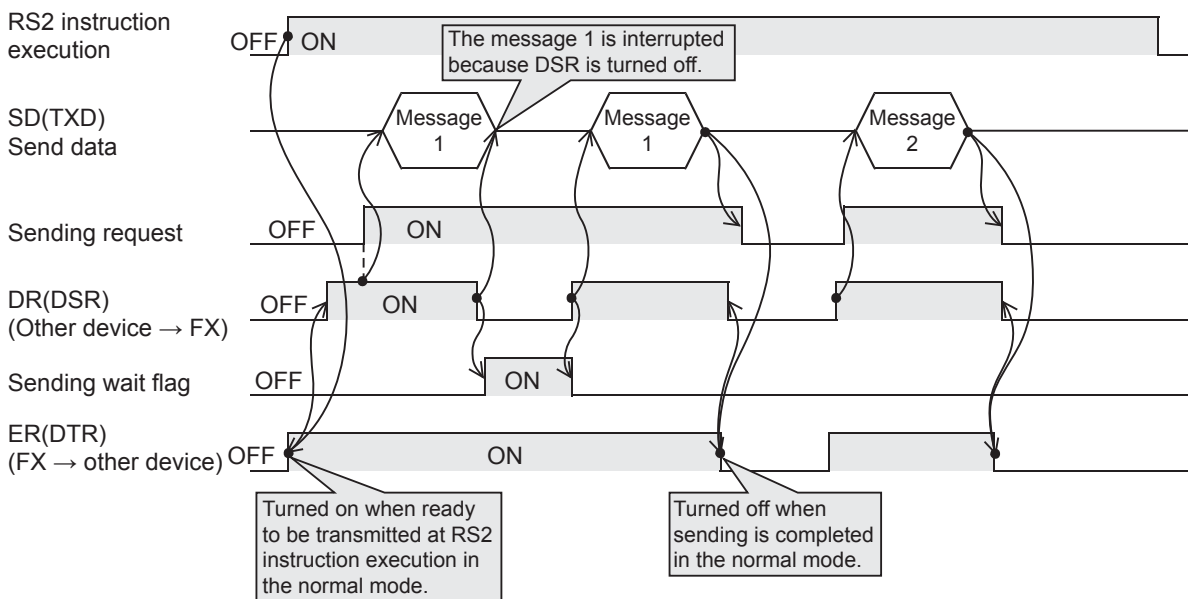 RS2 instruction
execution
OFF
ON
The message 1 is interrupted
because DSR is turned off.
SD(TXD)
Send data
Message
1
Message
1
Message
2
Sending request
OFF
ON
DR(DSR)
(Other device → FX)
OFF
ON
Sending wait flag
OFF
ON
ER(DTR)
(FX → other device)
OFF
ON
Turned on when ready
to be transmitted at RS2
instruction execution in
the normal mode.
Turned off when
sending is completed
in the normal mode.